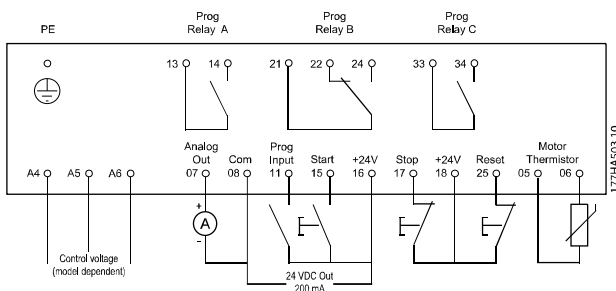 PE
Prog
Relay A
Prog
Relay B
Prog
Relay C
13 14 21 22 24 33 34
Analog
Out
07
Com
08
Prog
Input
11
Start
15
+24V
16
Stop
17
+24V
18
Reset
25
Motor
Thermistor
05 06
A4 A5 A6
+
A
-
Control voltage
(model dependent)
24 VDC Out
200 mA
177HA503.10